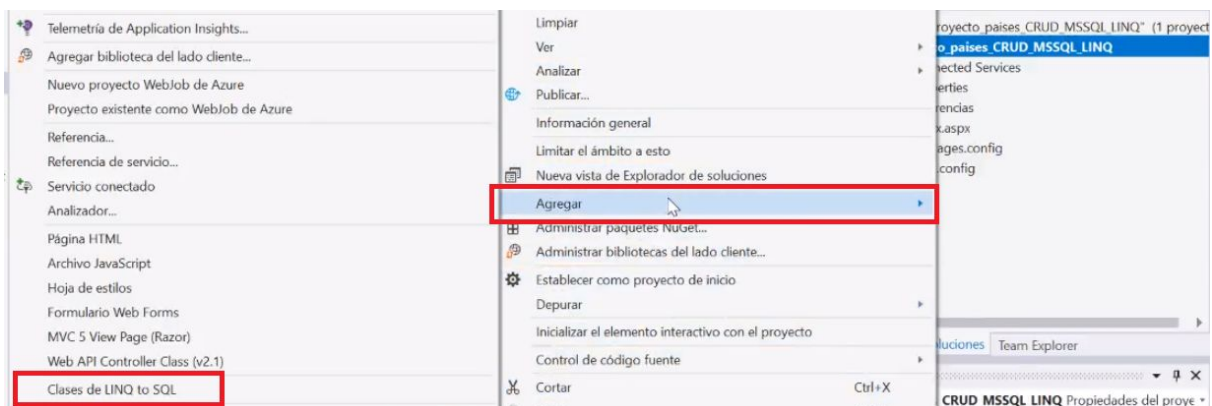 Telemetría de Application Insights...
Agregar biblioteca del lado cliente...
Nuevo proyecto WebJob de Azure
Proyecto existente como WebJob de Azure
Referencia...
Referencia de servicio...
Servicio conectado
Analizador...
Página HTML
Archivo JavaScript
Hoja de estilos
Formulario Web Forms
MVC 5 View Page (Razor)
Web API Controller Class (v2.1)
Clases de LINQ to SQL
Limpiar
Ver
Analizar
Publicar...
Información general
Limitar el ámbito a esto
Nueva vista de Explorador de soluciones
Agregar
Administrar paquetes NuGet...
Administrar bibliotecas del lado cliente...
Establecer como proyecto de inicio
Depurar
Inicializar el elemento interactivo con el proyecto
Control de código fuente
Cortar Ctrl+X
royecto_paises_CRUD_MSSQL_LINQ" (1 proyect
o_paises_CRUD_MSSQL_LINQ
nected Services
erties
rencias
x.aspx
ages.config
.config
luciones Team Explorer
CRUD_MSSQL_LINQ Propiedades del proye